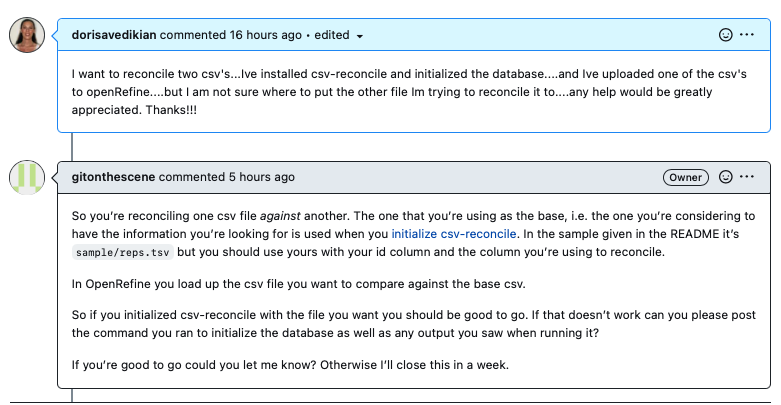 dorisavedikian commented 16 hours ago • edited
I want to reconcile two csv's...Ive installed csv-reconcile and initialized the database....and Ive uploaded one of the csv's
to openRefine....but I am not sure where to put the other file Im trying to reconcile it to....any help would be greatly
appreciated. Thanks!!!
gitonthescene commented 5 hours ago Owner
So you’re reconciling one csv file against another. The one that you’re using as the base, i.e. the one you’re considering to
have the information you’re looking for is used when you initialize csv-reconcile. In the sample given in the README it’s
sample/reps.tsv but you should use yours with your id column and the column you’re using to reconcile.
In OpenRefine you load up the csv file you want to compare against the base csv.
So if you initialized csv-reconcile with the file you want you should be good to go. If that doesn’t work can you please post
the command you ran to initialize the database as well as any output you saw when running it?
If you’re good to go could you let me know? Otherwise I’ll close this in a week.